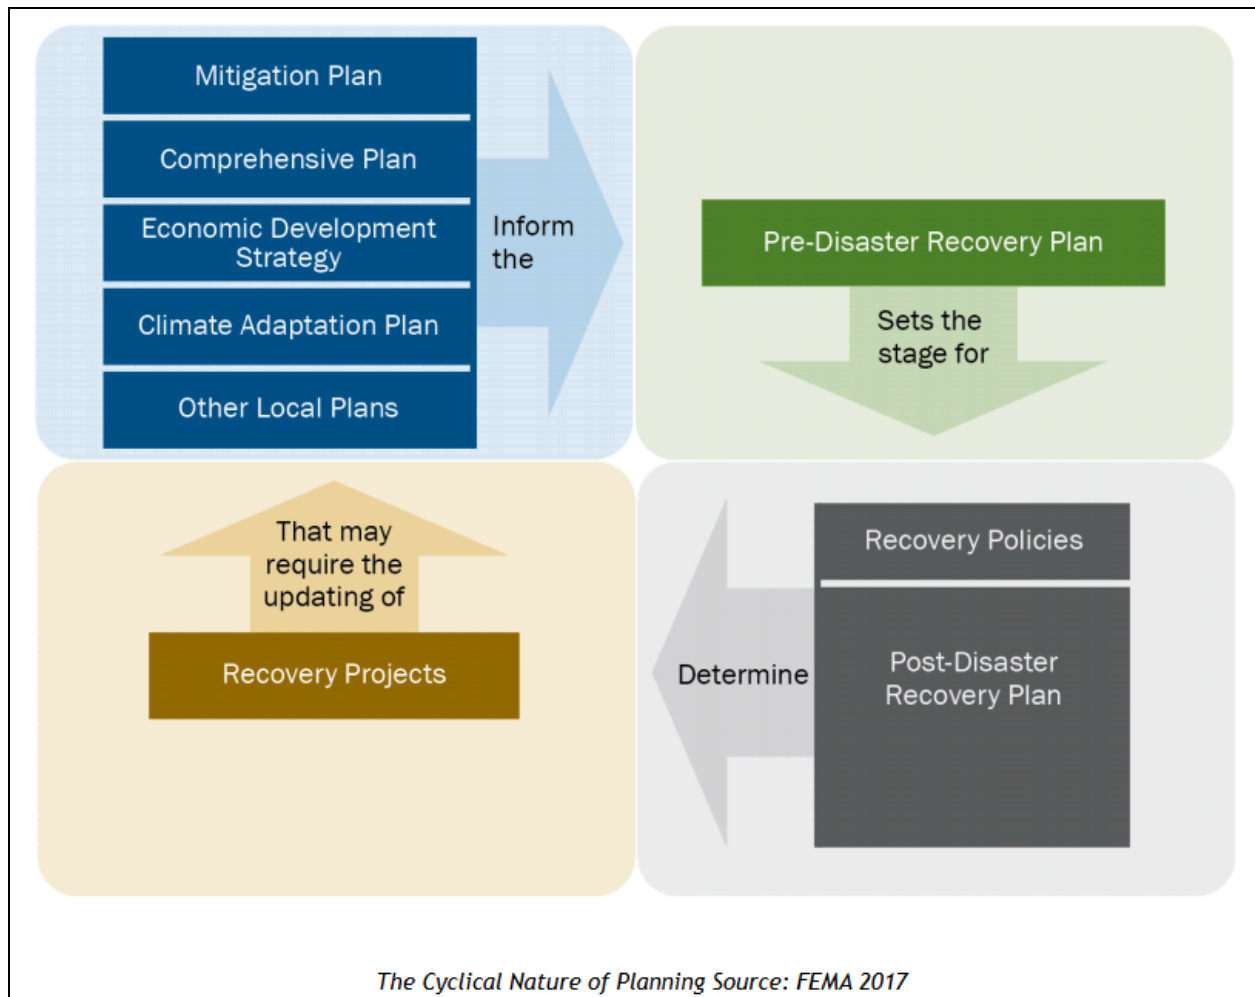 Mitigation Plan
Comprehensive Plan
Economic Development
Strategy
Climate Adaptation Plan
Other Local Plans
Inform
the
Pre-Disaster Recovery Plan
Sets the
stage for
Recovery Policies
Post-Disaster
Recovery Plan
Determine
Recovery Projects
That may
require the
updating of
The Cyclical Nature of Planning Source: FEMA 2017